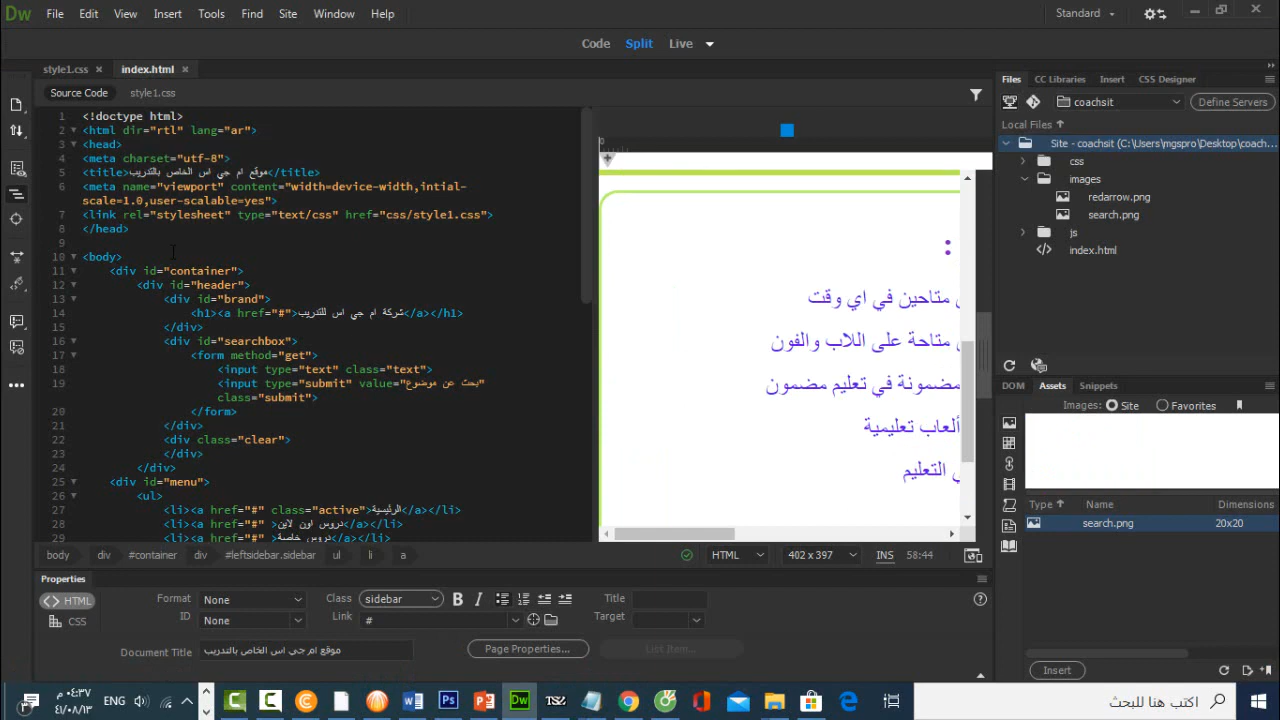 Dw File Edit View Insert Tools Find Site Window Help Standard
Code Split Live
style1.css index.html
Source Code style1.css
1 <!doctype html>
2 <html dir="rtl" lang="ar">
3 <head>
4 <meta charset="utf-8">
5 <title>موقع ام جي اس الخاص بالتدريب</title>
6 <meta name="viewport" content="width=device-width,intial-
scale=1.0,user-scalable=yes">
7 <link rel="stylesheet" type="text/css" href="css/style1.css">
8 </head>
9
10 <body>
11 <div id="container">
12 <div id="header">
13 <div id="brand">
14 <h1><a href="#">شركة ام جي اس للتدريب</a></h1>
15 </div>
16 <div id="searchbox">
17 <form method="get">
18 <input type="text" class="text">
19 <input type="submit" value="بحث عن موضوع"
class="submit">
20 </form>
21 </div>
22 <div class="clear">
23 </div>
24 </div>
25 <div id="menu">
26 <ul>
27 <li><a href="#" class="active">الرئيسية</a></li>
28 <li><a href="#" >دروس اون لاين</a></li>
29 <li><a href="#" >دروس خاصة</a></li>
0
:
متاحين في اي وقت
متاحة على اللاب والفون
مضمونة في تعليم مضمون
ألعاب تعليمية
ي التعليم
body div #container div #leftsidebar.sidebar ul li a
HTML 402 x 397 INS 58:44
Files CC Libraries Insert CSS Designer
coachsit Define Servers
Local Files
Site - coachsit (C:\Users\mgspro\Desktop\coach...
css
images
redarrow.png
search.png
js
index.html
DOM Assets Snippets
Images: Site Favorites
Type Name Dimensions
search.png 20x20
Insert
Properties
HTML Format None Class sidebar B I Title
CSS ID None Link # Target
Document Title موقع ام جي اس الخاص بالتدريب Page Properties... List Item...
ENG
W Ps P Dw
اكتب هنا للبحث